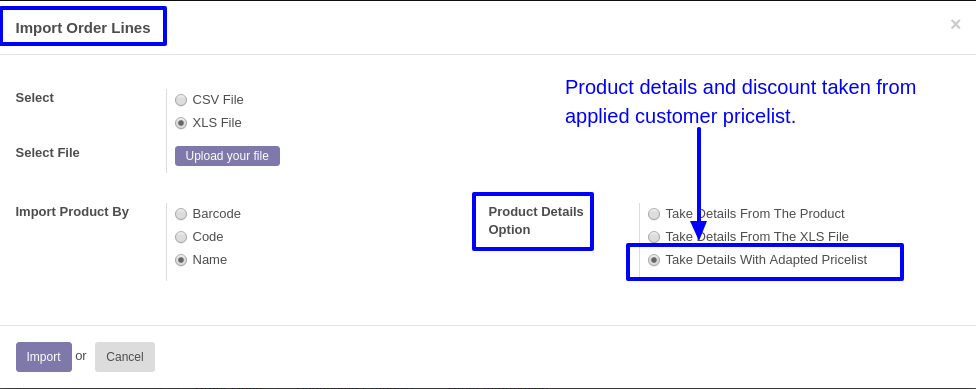 Import Order Lines
×
Select
CSV File
XLS File
Product details and discount taken from
applied customer pricelist.
Select File
Upload your file
Import Product By
Barcode
Code
Name
Product Details
Option
Take Details From The Product
Take Details From The XLS File
Take Details With Adapted Pricelist
Import or Cancel